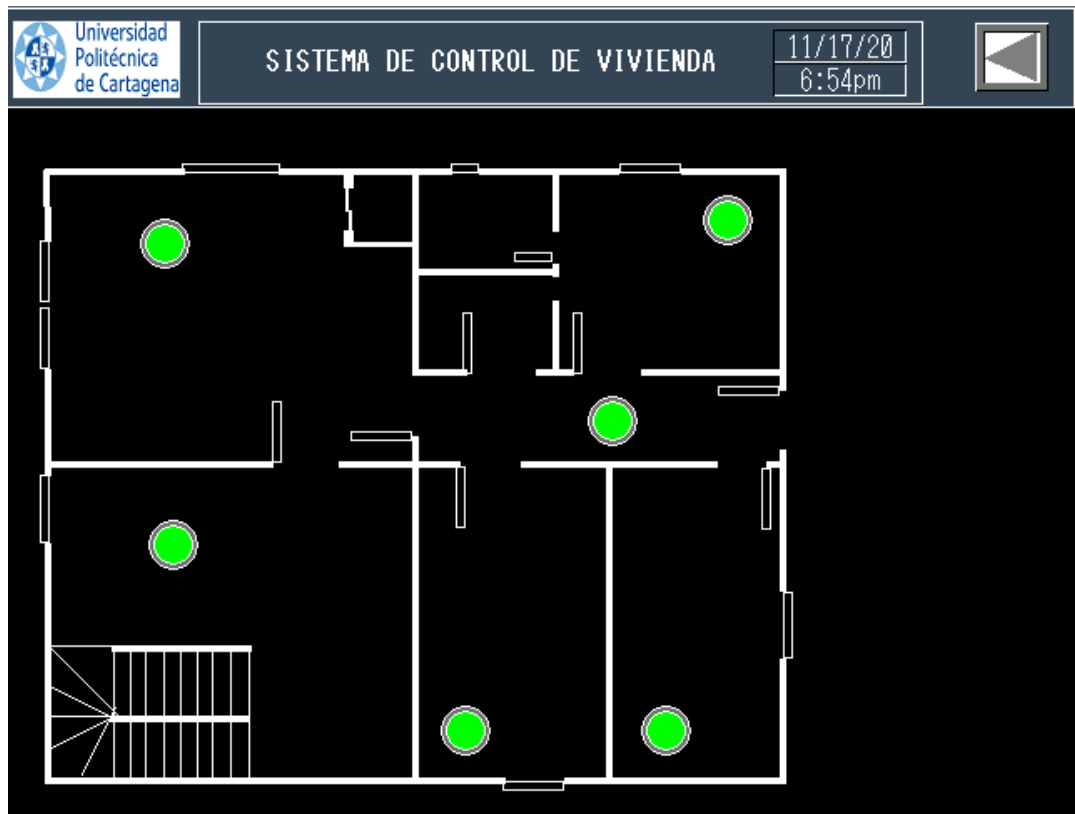 Universidad
Politécnica
de Cartagena
SISTEMA DE CONTROL DE VIVIENDA
11/17/20
6:54pm